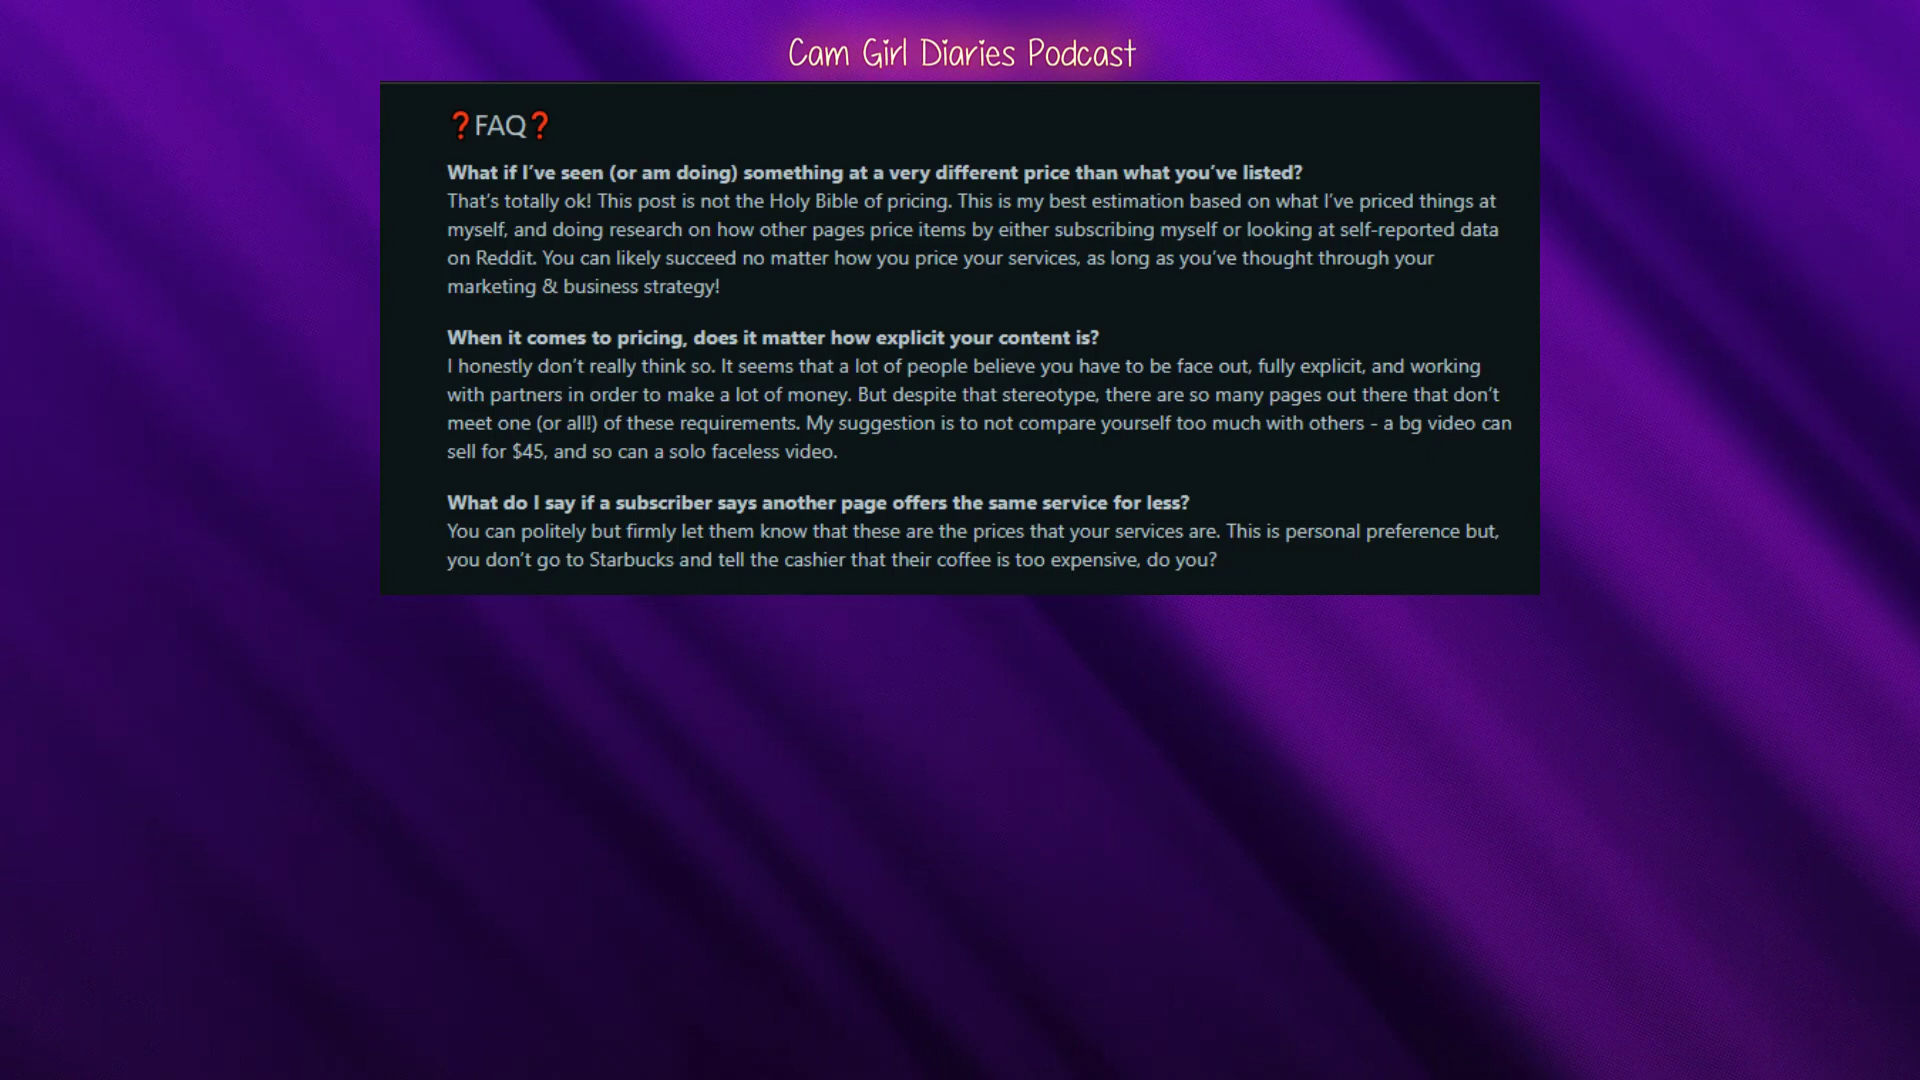 Cam Girl Diaries Podcast
❓FAQ❓
What if I've seen (or am doing) something at a very different price than what you've listed?
That's totally ok! This post is not the Holy Bible of pricing. This is my best estimation based on what I've priced things at
myself, and doing research on how other pages price items by either subscribing myself or looking at self-reported data
on Reddit. You can likely succeed no matter how you price your services, as long as you've thought through your
marketing & business strategy!
When it comes to pricing, does it matter how explicit your content is?
I honestly don't really think so. It seems that a lot of people believe you have to be face out, fully explicit, and working
with partners in order to make a lot of money. But despite that stereotype, there are so many pages out there that don't
meet one (or all!) of these requirements. My suggestion is to not compare yourself too much with others - a bg video can
sell for $45, and so can a solo faceless video.
What do I say if a subscriber says another page offers the same service for less?
You can politely but firmly let them know that these are the prices that your services are. This is personal preference but,
you don't go to Starbucks and tell the cashier that their coffee is too expensive, do you?